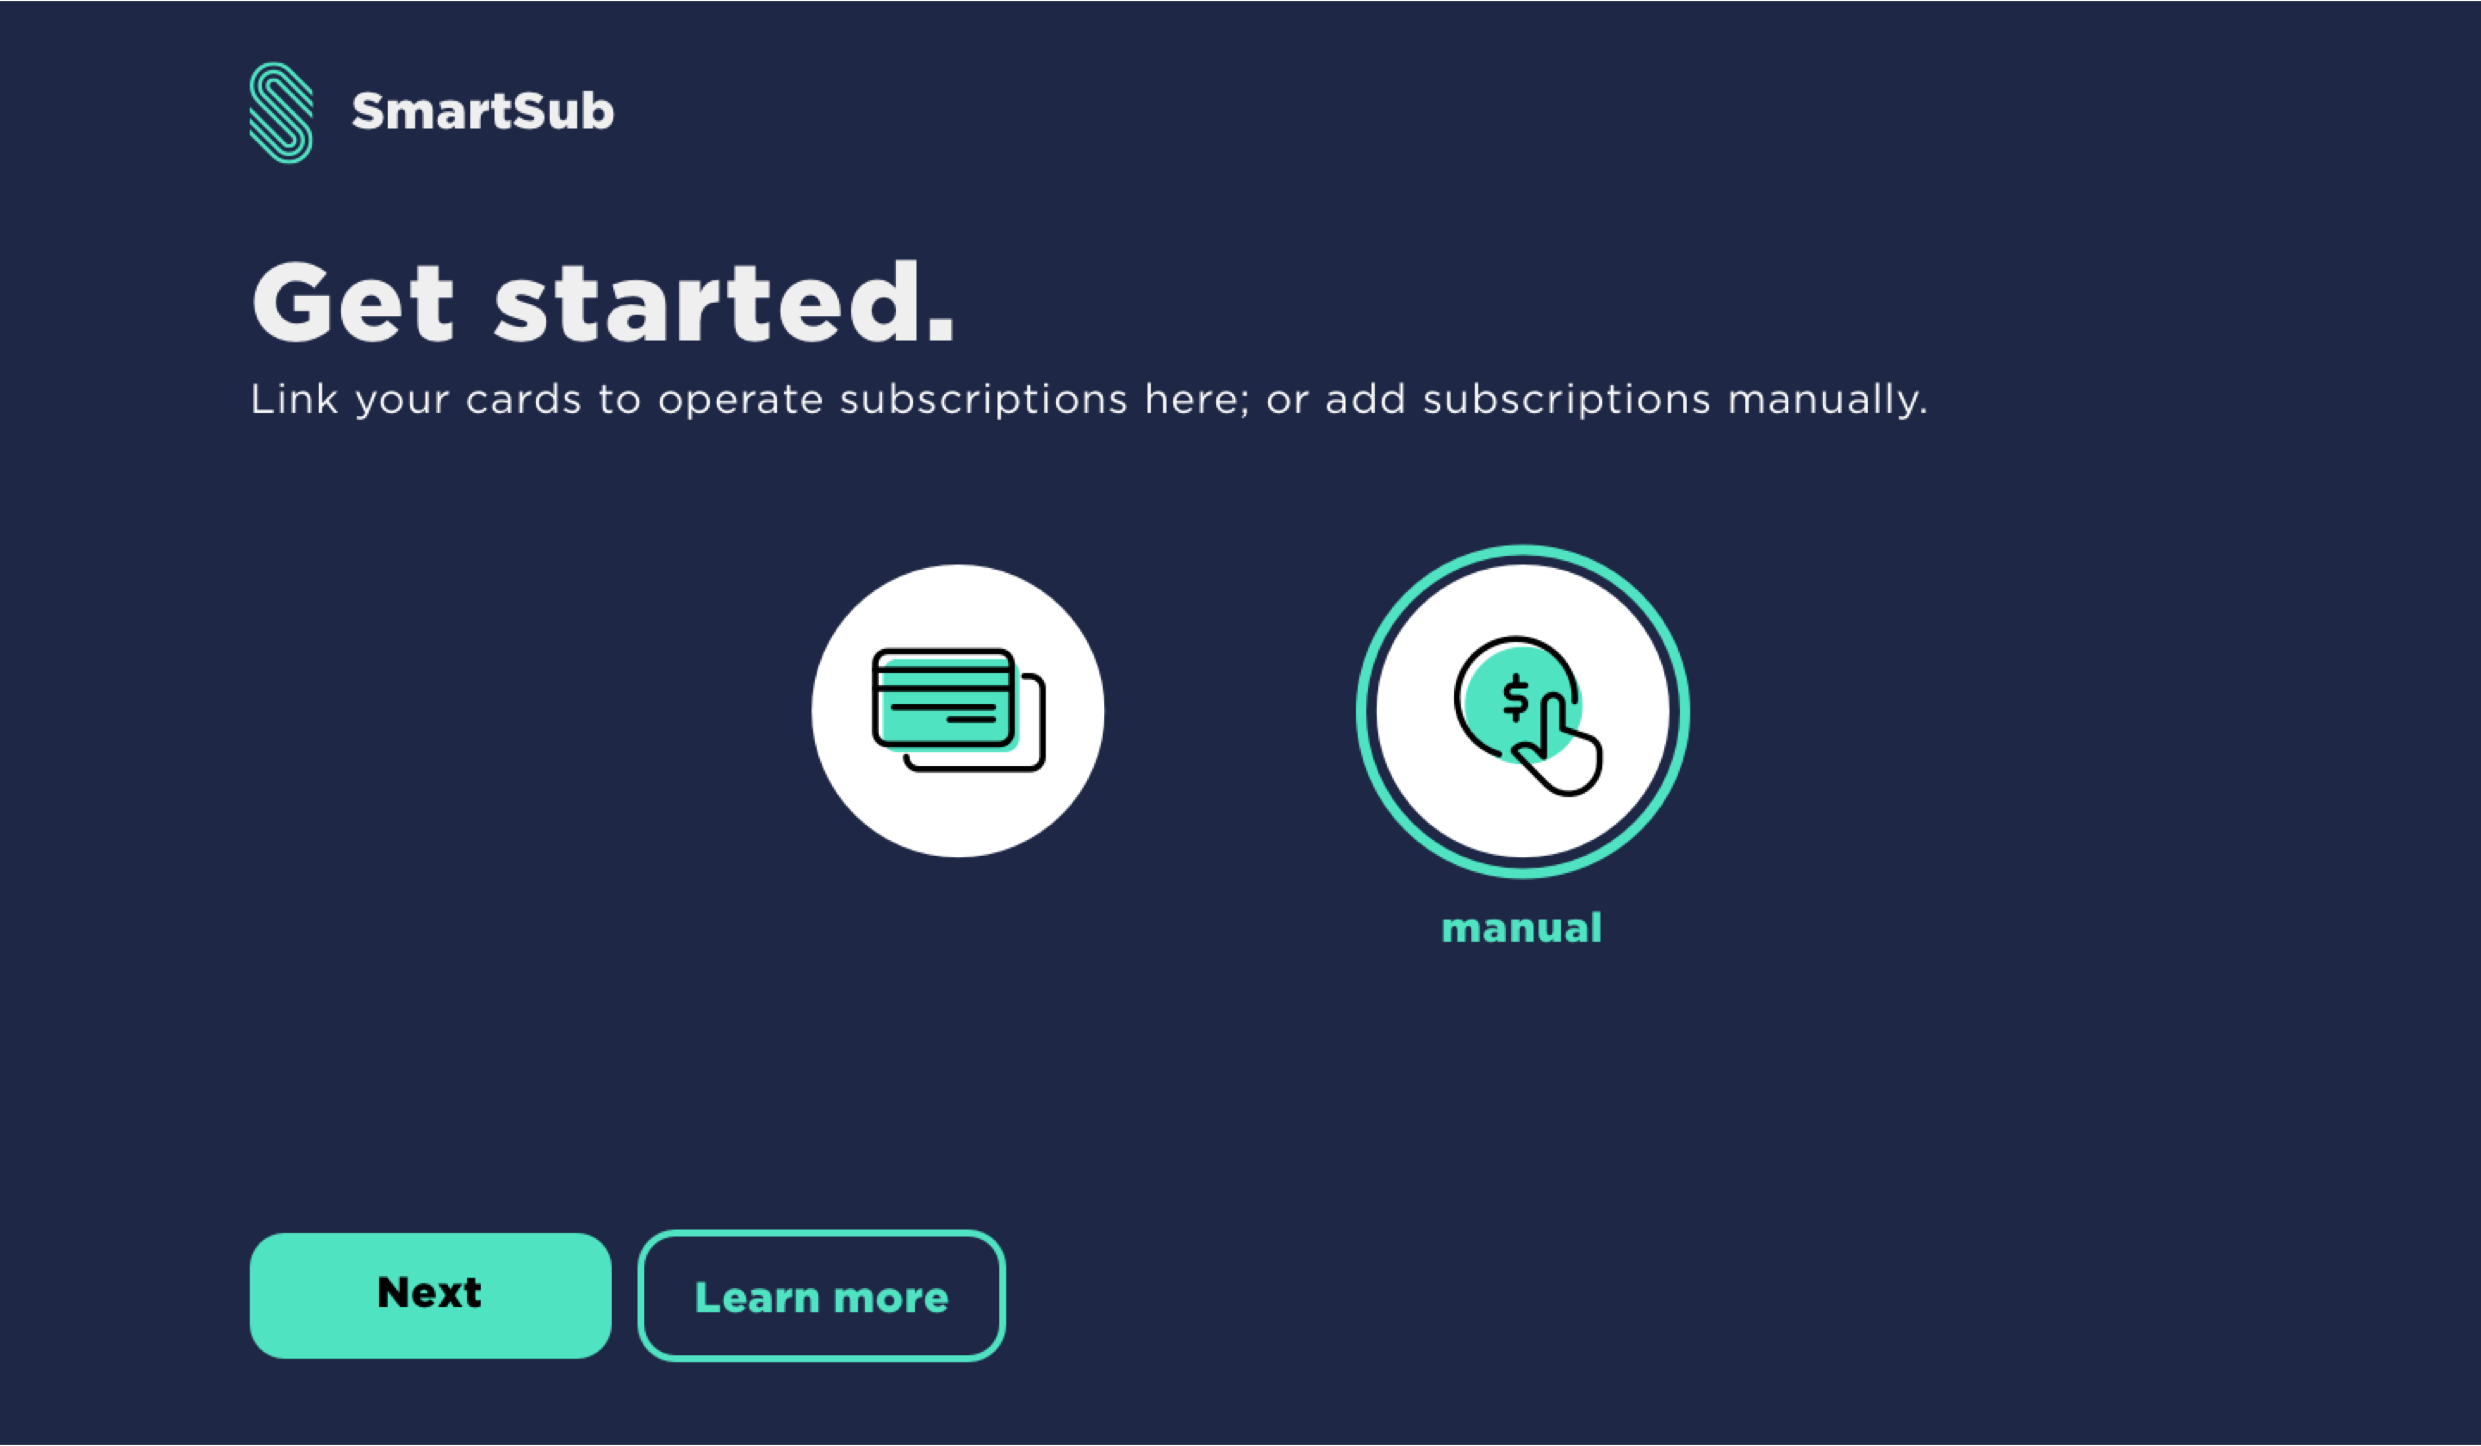 SmartSub
Get started.
Link your cards to operate subscriptions here; or add subscriptions manually.
$
manual
Next
Learn more